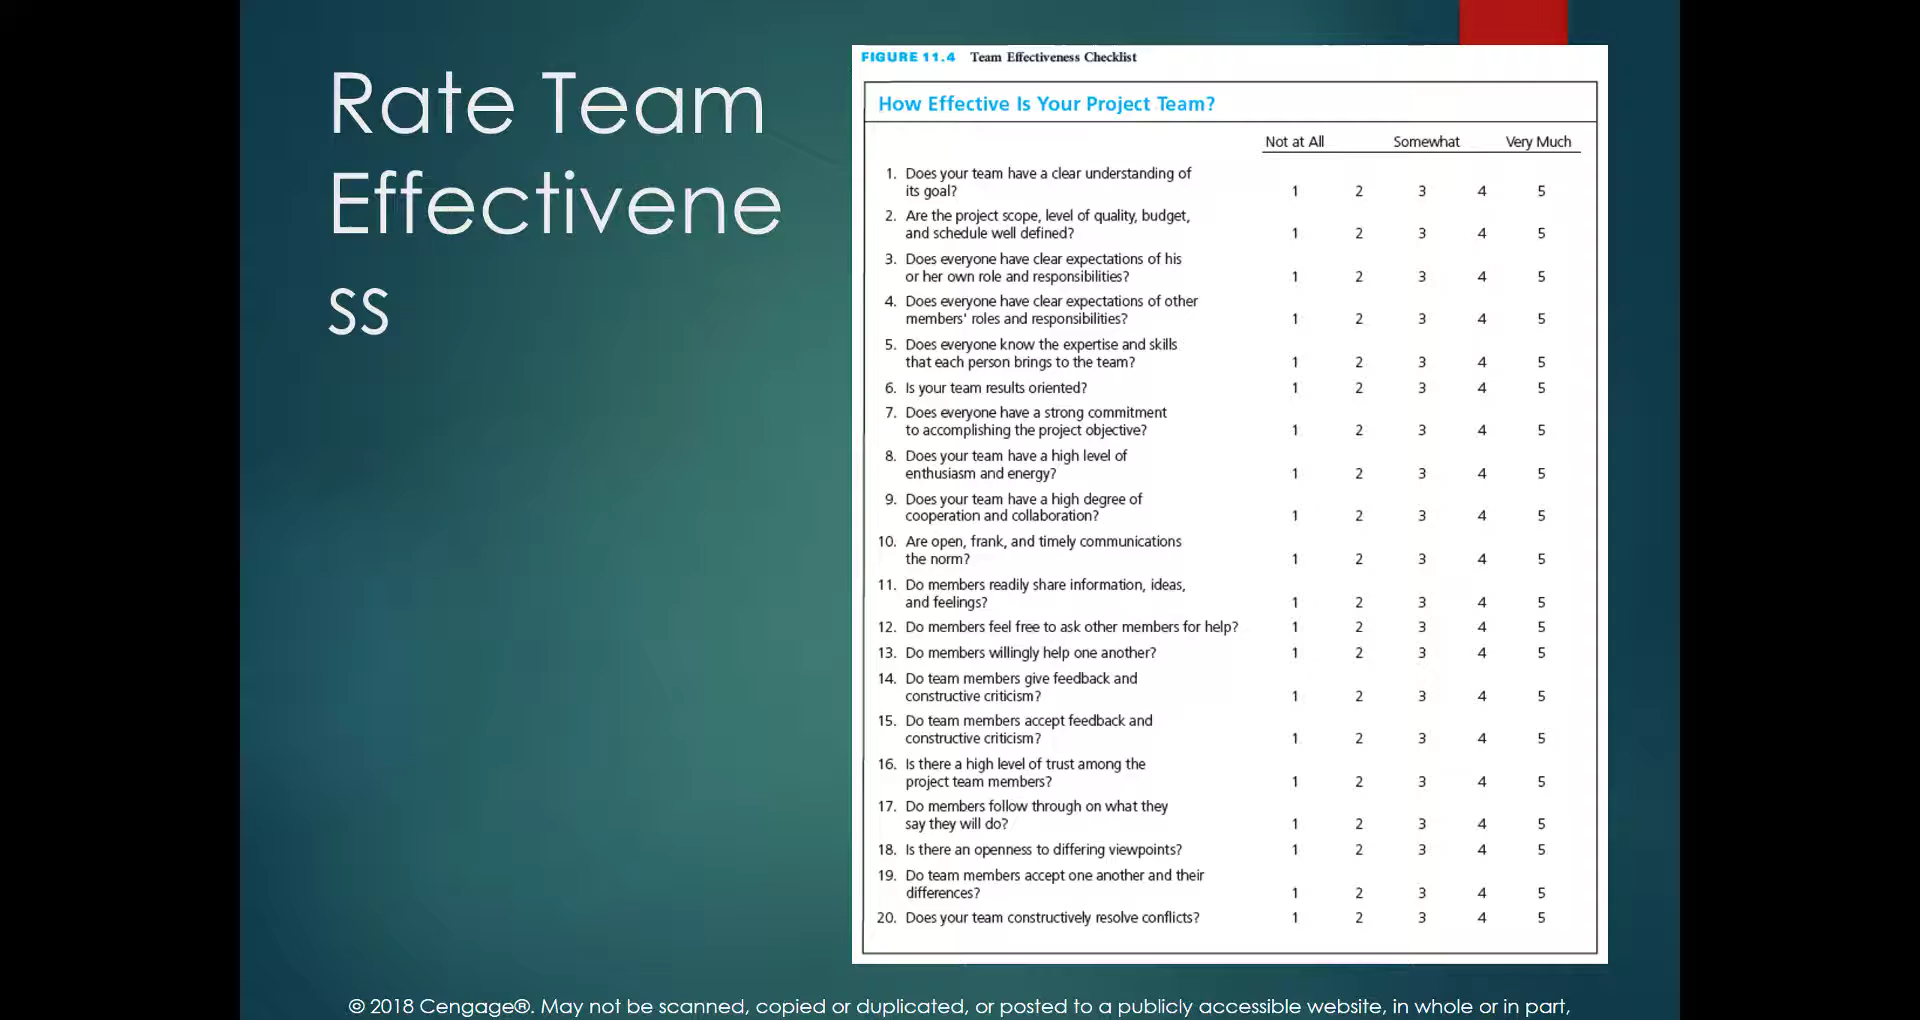 Rate Team
Effectivene
ss
FIGURE 11.4 Team Effectiveness Checklist
How Effective Is Your Project Team?
Not at All Somewhat Very Much
1. Does your team have a clear understanding of
its goal? 1 2 3 4 5
2. Are the project scope, level of quality, budget,
and schedule well defined? 1 2 3 4 5
3. Does everyone have clear expectations of his
or her own role and responsibilities? 1 2 3 4 5
4. Does everyone have clear expectations of other
members' roles and responsibilities? 1 2 3 4 5
5. Does everyone know the expertise and skills
that each person brings to the team? 1 2 3 4 5
6. Is your team results oriented? 1 2 3 4 5
7. Does everyone have a strong commitment
to accomplishing the project objective? 1 2 3 4 5
8. Does your team have a high level of
enthusiasm and energy? 1 2 3 4 5
9. Does your team have a high degree of
cooperation and collaboration? 1 2 3 4 5
10. Are open, frank, and timely communications
the norm? 1 2 3 4 5
11. Do members readily share information, ideas,
and feelings? 1 2 3 4 5
12. Do members feel free to ask other members for help? 1 2 3 4 5
13. Do members willingly help one another? 1 2 3 4 5
14. Do team members give feedback and
constructive criticism? 1 2 3 4 5
15. Do team members accept feedback and
constructive criticism? 1 2 3 4 5
16. Is there a high level of trust among the
project team members? 1 2 3 4 5
17. Do members follow through on what they
say they will do? 1 2 3 4 5
18. Is there an openness to differing viewpoints? 1 2 3 4 5
19. Do team members accept one another and their
differences? 1 2 3 4 5
20. Does your team constructively resolve conflicts? 1 2 3 4 5
© 2018 Cengage®. May not be scanned, copied or duplicated, or posted to a publicly accessible website, in whole or in part,